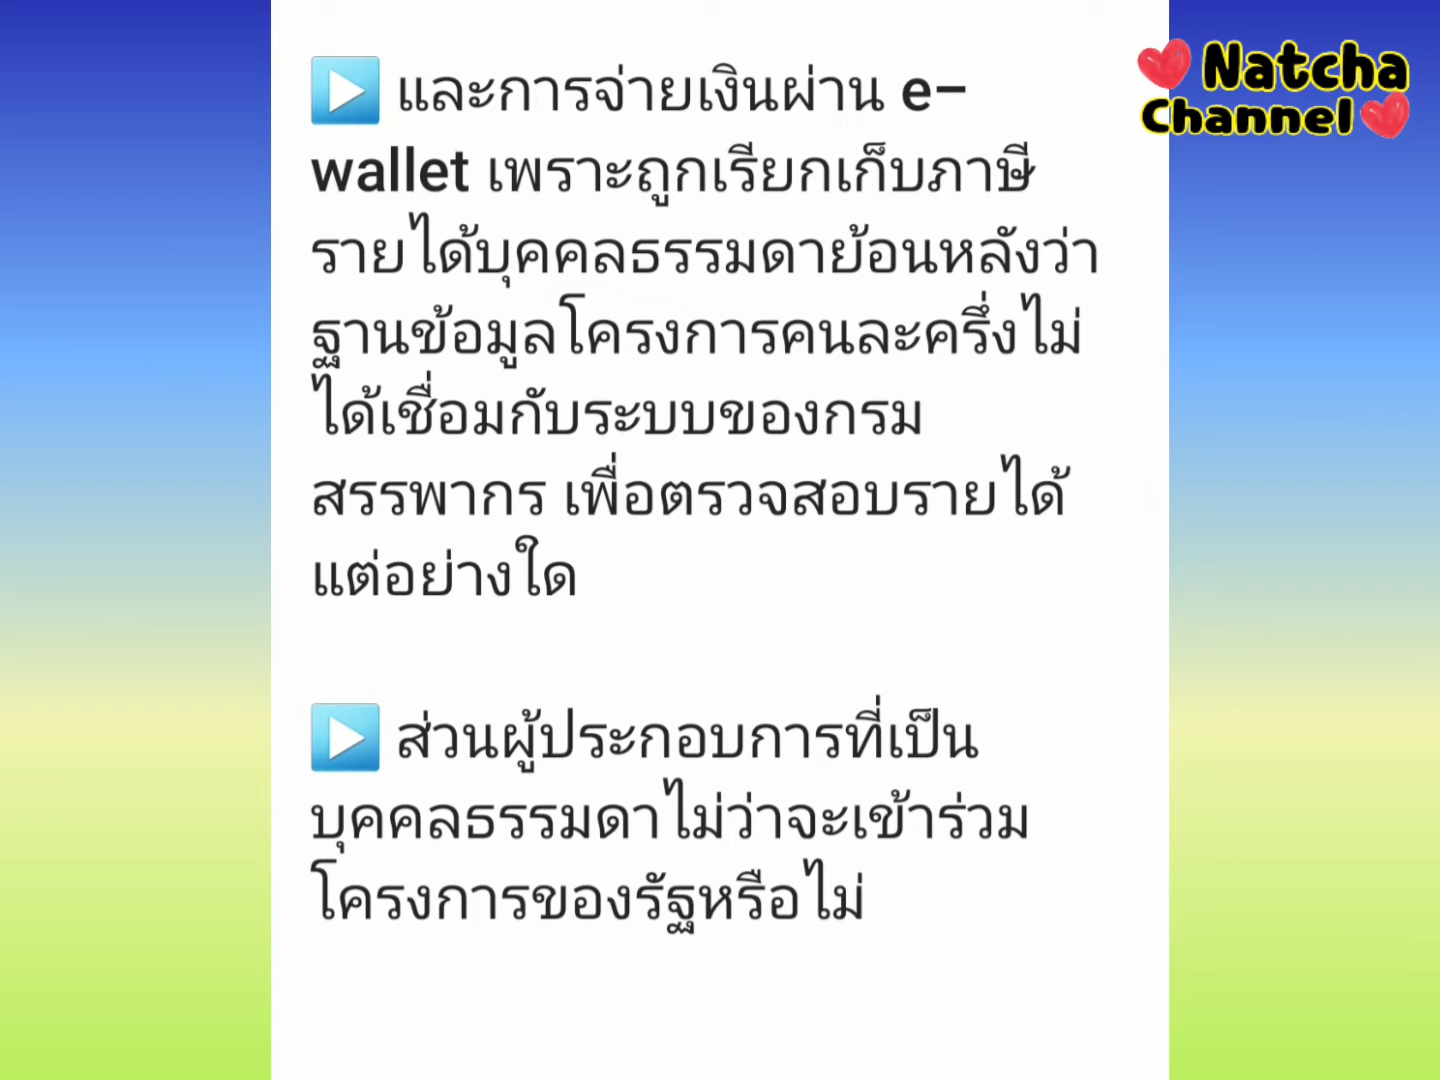 ▶ และการจ่ายเงินผ่าน e-
wallet เพราะถูกเรียกเก็บภาษี
รายได้บุคคลธรรมดาย้อนหลังว่า
ฐานข้อมูลโครงการคนละครึ่งไม่
ได้เชื่อมกับระบบของกรม
สรรพากร เพื่อตรวจสอบรายได้
แต่อย่างใด
▶ ส่วนผู้ประกอบการที่เป็น
บุคคลธรรมดาไม่ว่าจะเข้าร่วม
โครงการของรัฐหรือไม่
Natcha
Channel